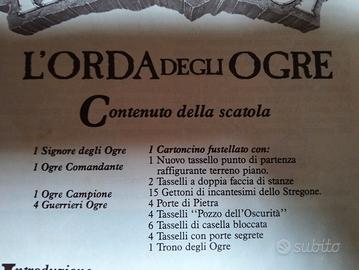 L'ORDA DEGLI OGRE
Contenuto della scatola
1 Signore degli Ogre
1 Ogre Comandante
1 Ogre Campione
4 Guerrieri Ogre
1 Cartoncino fustellato con:
1 Nuovo tassello punto di partenza
raffigurante terreno piano.
2 Tasselli a doppia faccia di stanze
15 Gettoni di incantesimi dello Stregone.
4 Porte di Pietra
4 Tasselli "Pozzo dell'Oscurità"
6 Tasselli di casella bloccata
4 Tasselli con porte segrete
1 Trono degli Ogre
Introduzione
subito